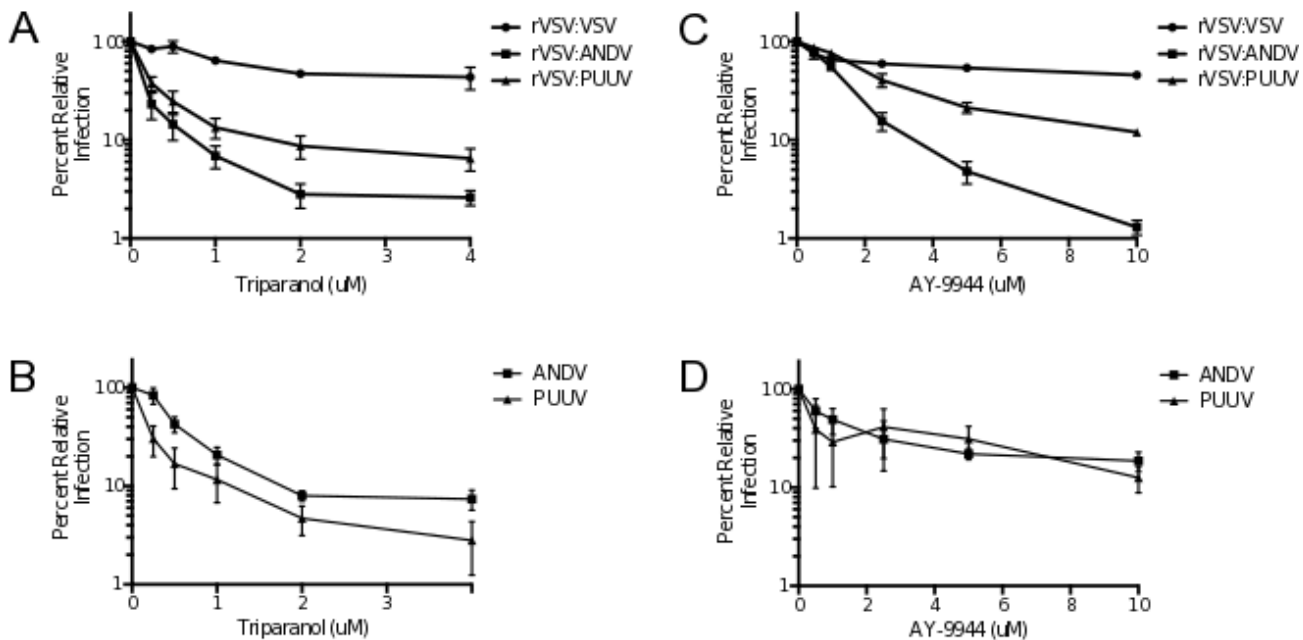 A
Percent Relative
Infection
100
10
1
0 1 2 3 4
Triparanol (uM)
rVSV:VSV
rVSV:ANDV
rVSV:PUUV
C
Percent Relative
Infection
100
10
1
0 2 4 6 8 10
AY-9944 (uM)
rVSV:VSV
rVSV:ANDV
rVSV:PUUV
B
Percent Relative
Infection
100
10
1
0 1 2 3 4
Triparanol (uM)
ANDV
PUUV
D
Percent Relative
Infection
100
10
1
0 2 4 6 8 10
AY-9944 (uM)
ANDV
PUUV